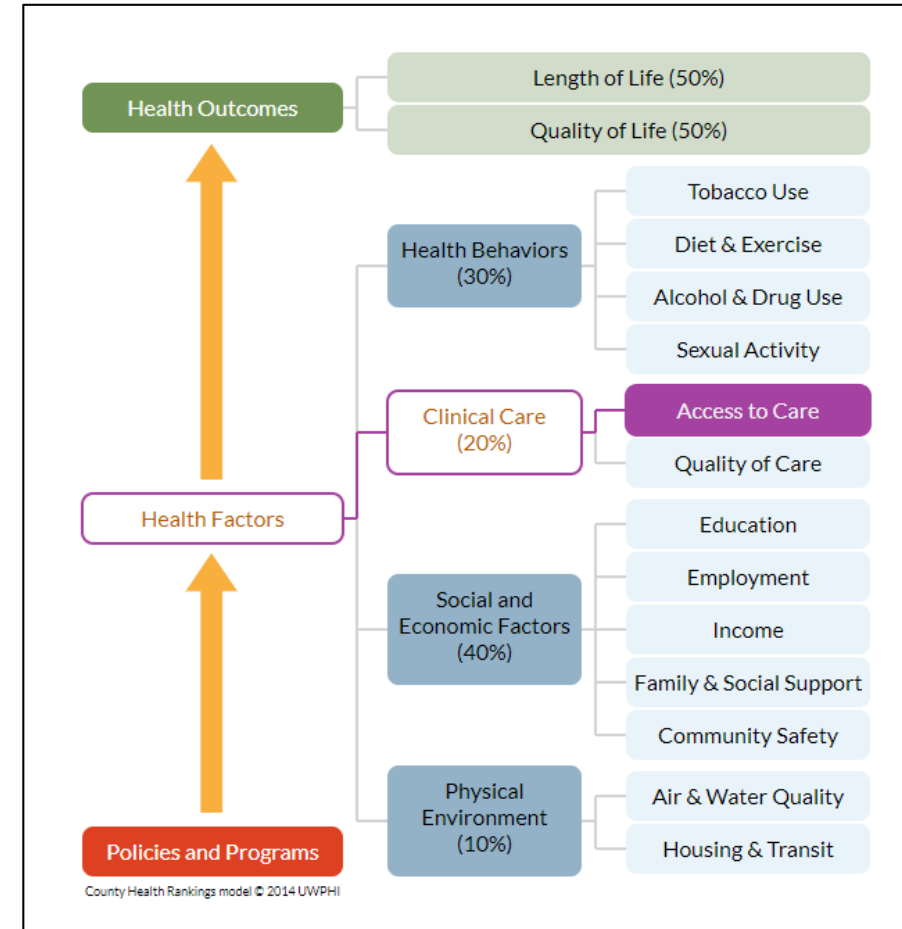 Health Outcomes
Length of Life (50%)
Quality of Life (50%)
Health Behaviors
(30%)
Tobacco Use
Diet & Exercise
Alcohol & Drug Use
Sexual Activity
Health Factors
Clinical Care
(20%)
Access to Care
Quality of Care
Social and
Economic Factors
(40%)
Education
Employment
Income
Family & Social Support
Community Safety
Physical
Environment
(10%)
Air & Water Quality
Housing & Transit
Policies and Programs
County Health Rankings model © 2014 UWPHI